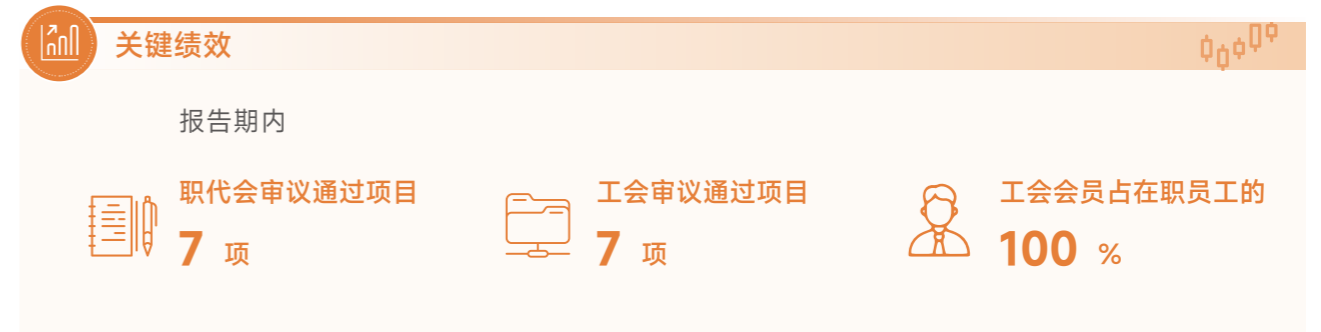 关键绩效
报告期内
职代会审议通过项目
7 项
工会审议通过项目
7 项
工会会员占在职员工的
100 %